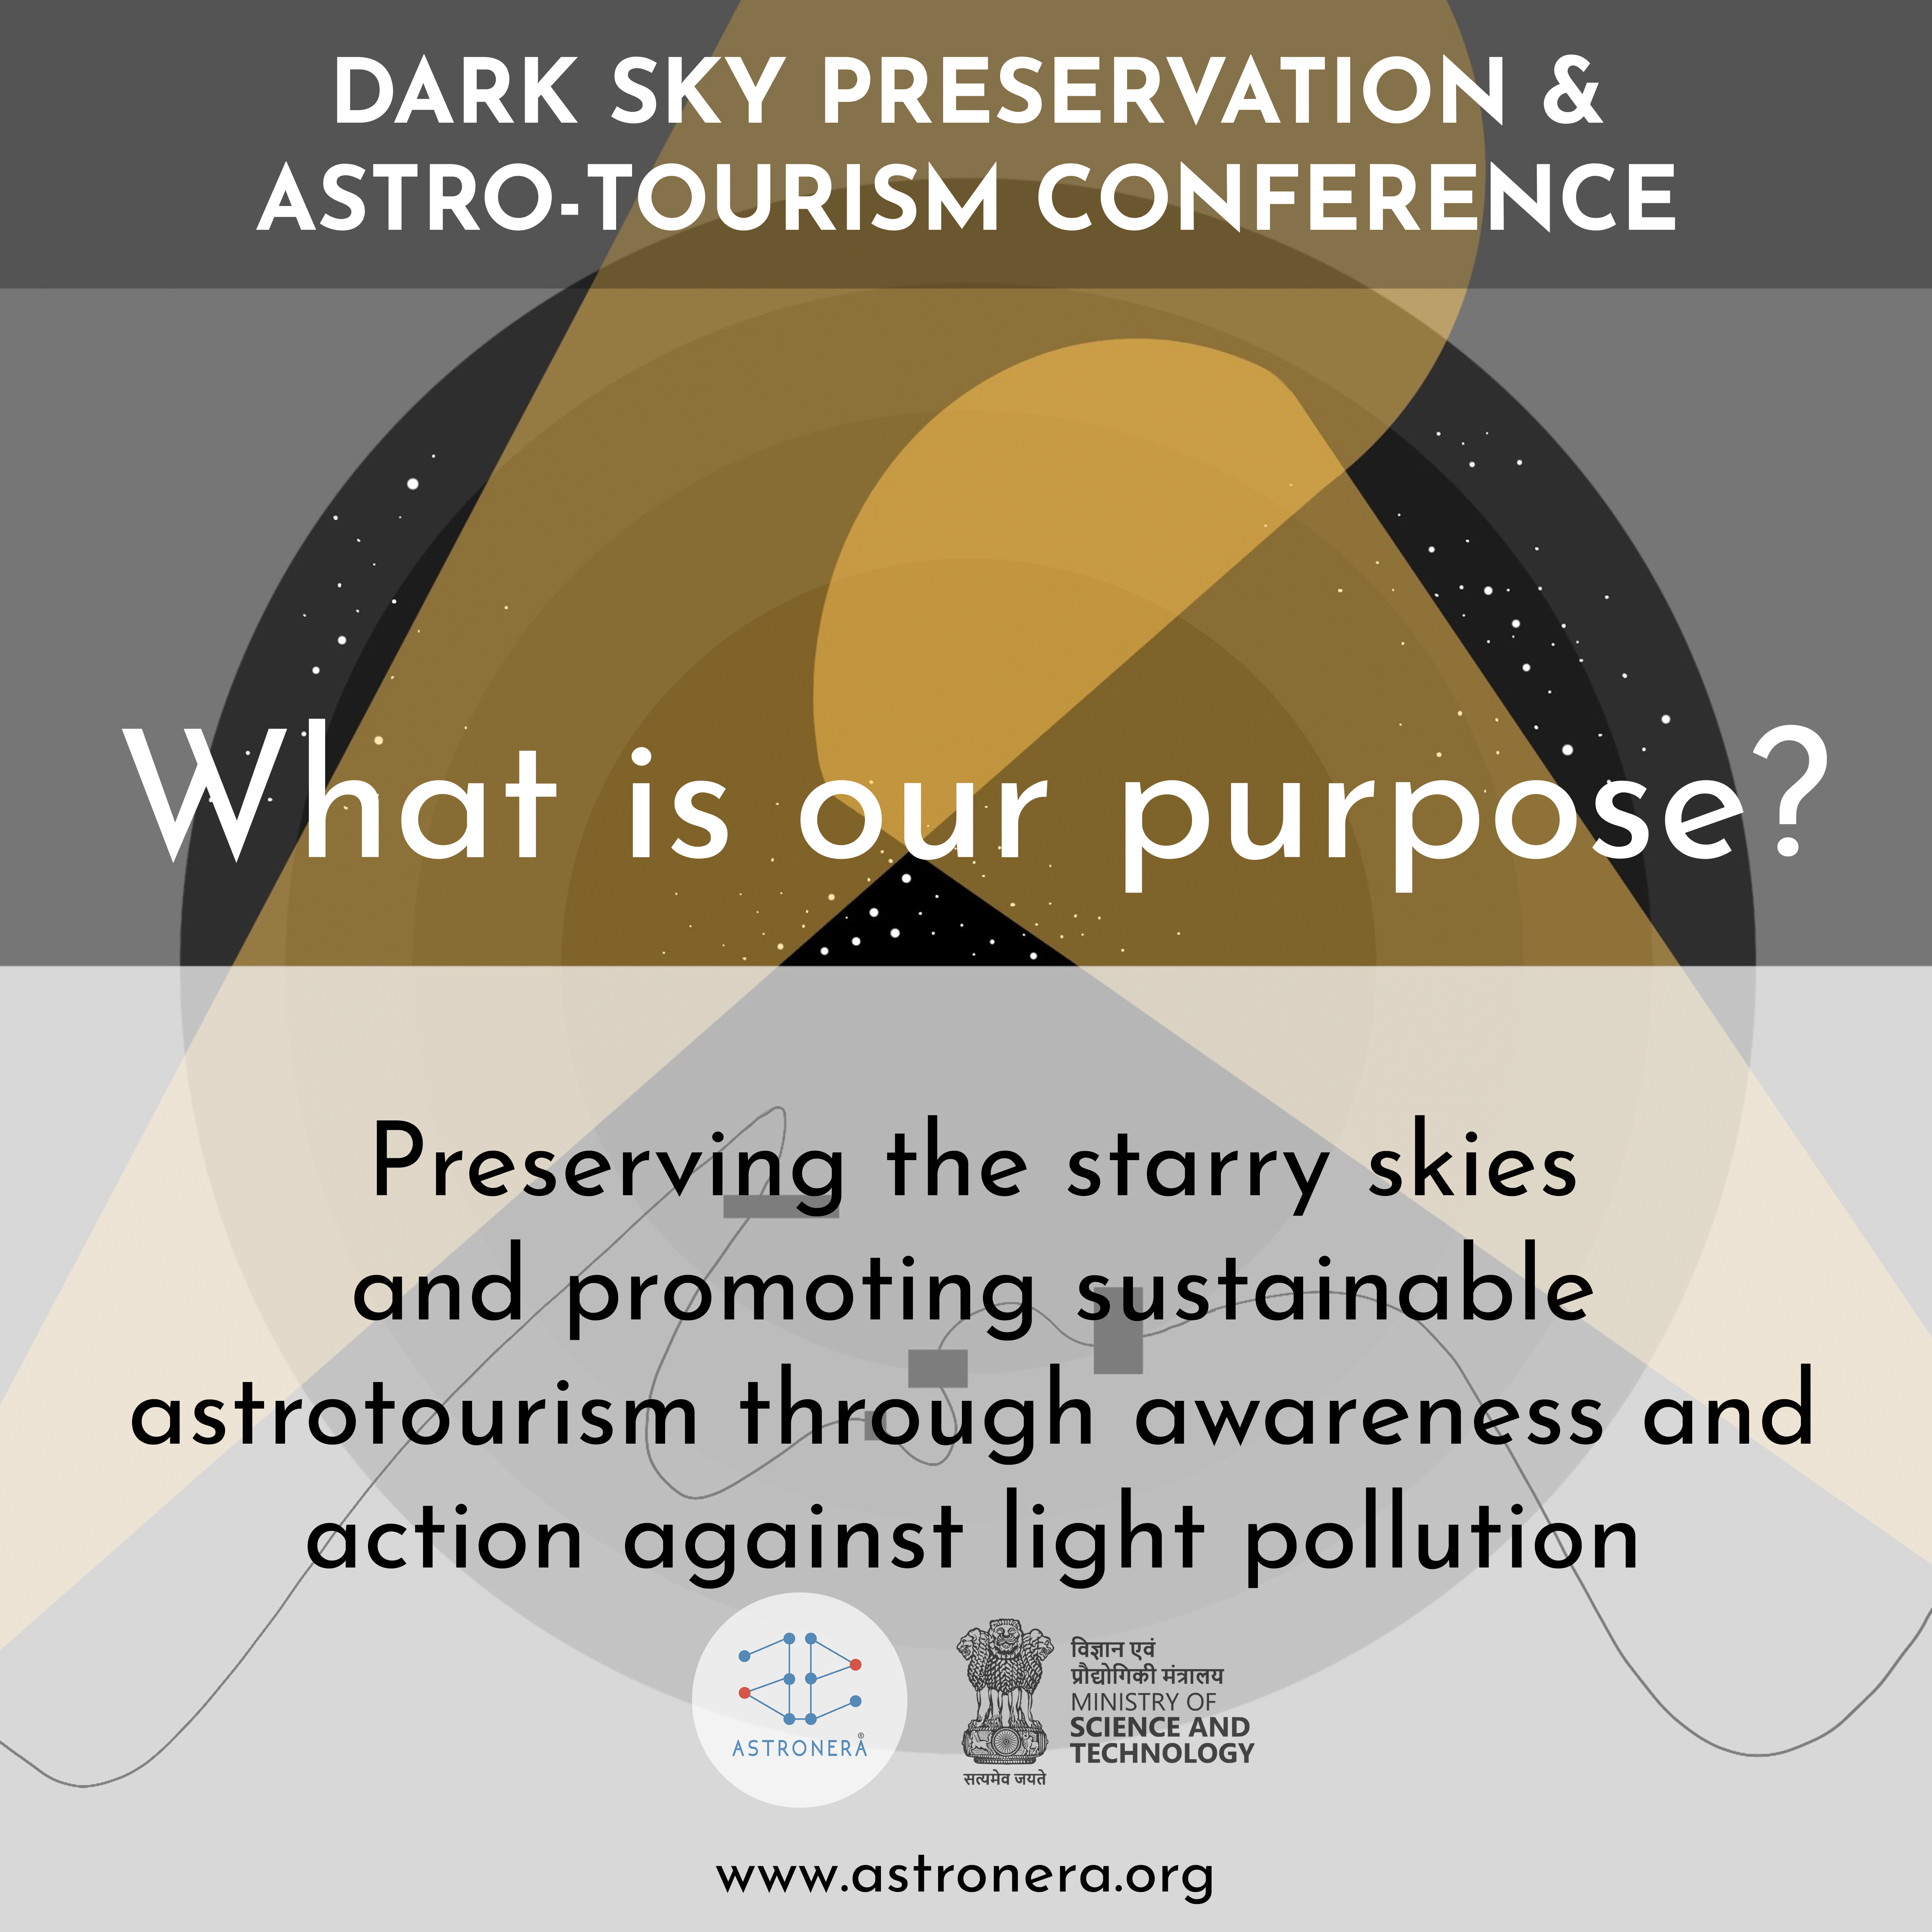 DARK SKY PRESERVATION &
ASTRO-TOURISM CONFERENCE
What is our purpose?
Preserving the starry skies
and promoting sustainable
astrotourism through awareness and
action against light pollution
ASTRONERA®
विज्ञान एवं
प्रौद्योगिकी मंत्रालय
MINISTRY OF
SCIENCE AND
TECHNOLOGY
सत्यमेव जयते
www.astronera.org